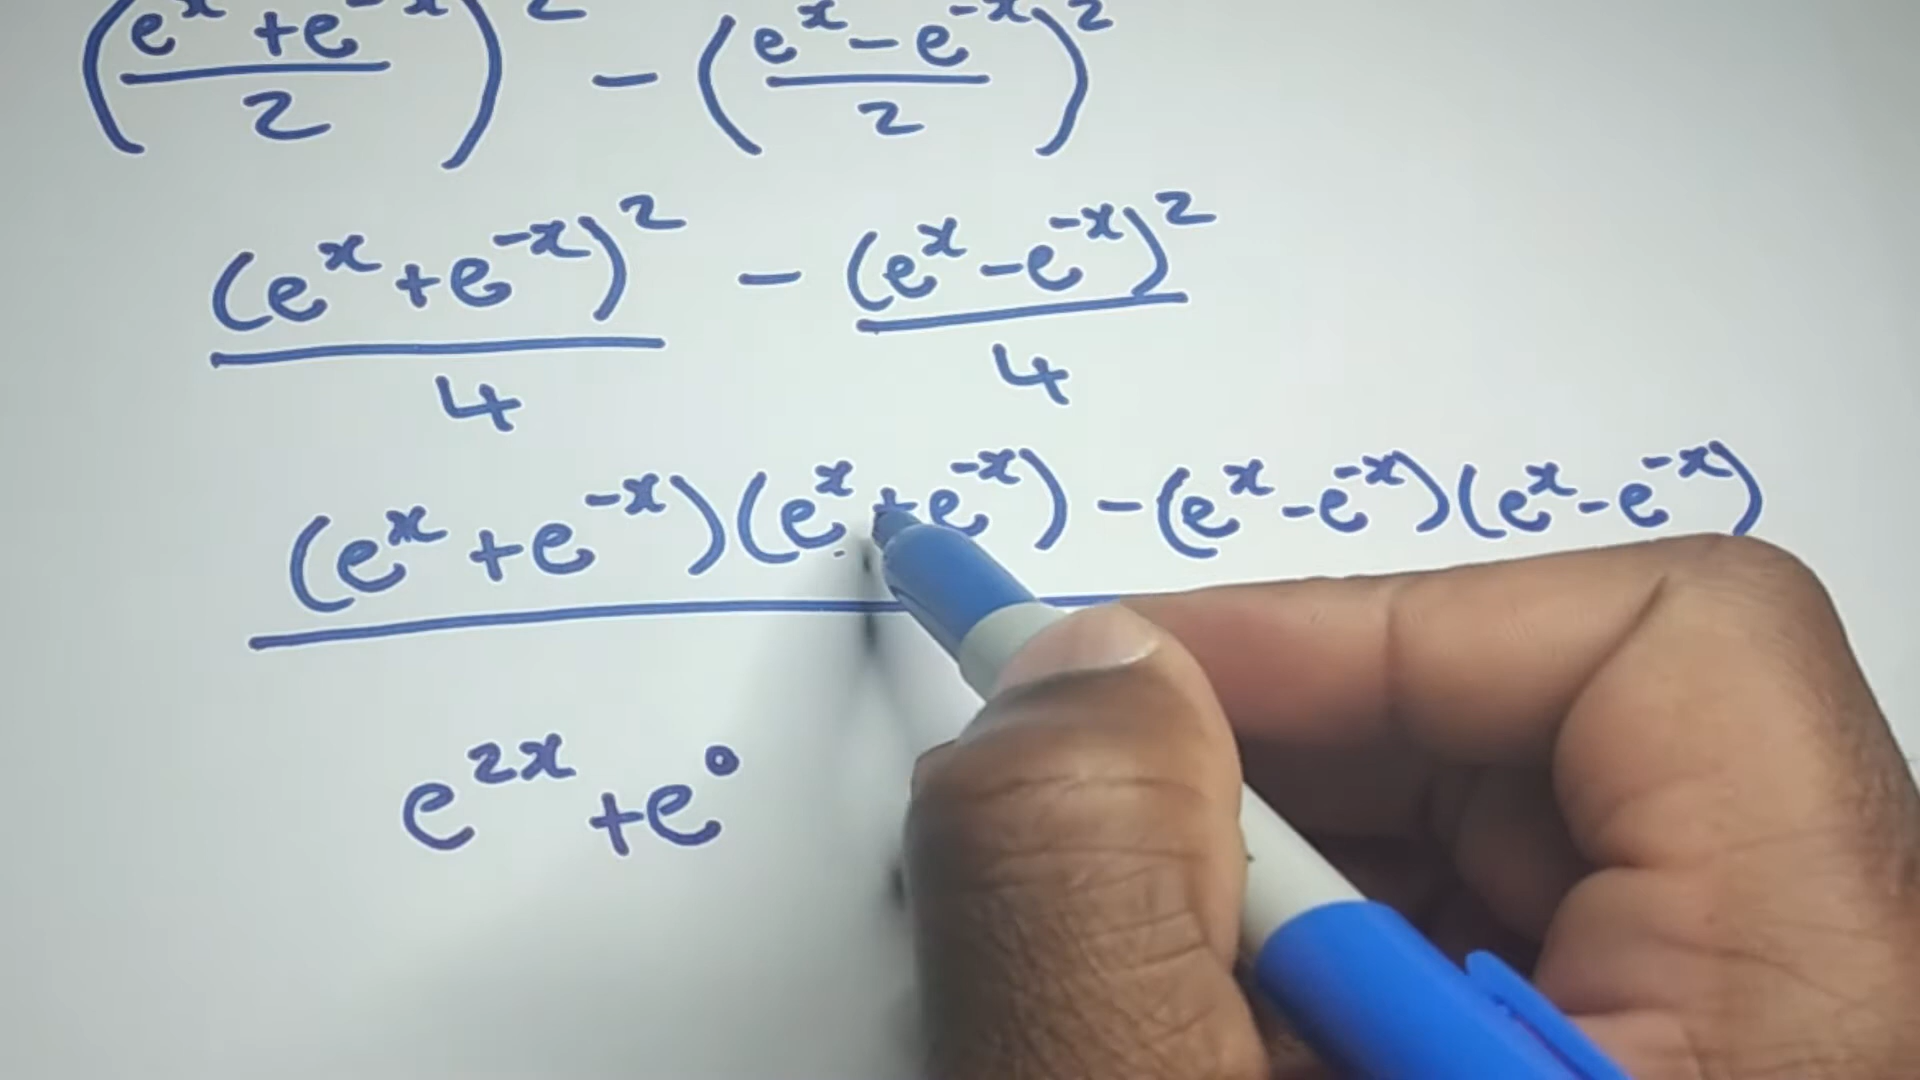 (e^x + e^-x / 2)^2 - (e^x - e^-x / 2)^2
(e^x + e^-x)^2 / 4 - (e^x - e^-x)^2 / 4
(e^x + e^-x)(e^x + e^-x) - (e^x - e^-x)(e^x - e^-x)
e^2x + e^0